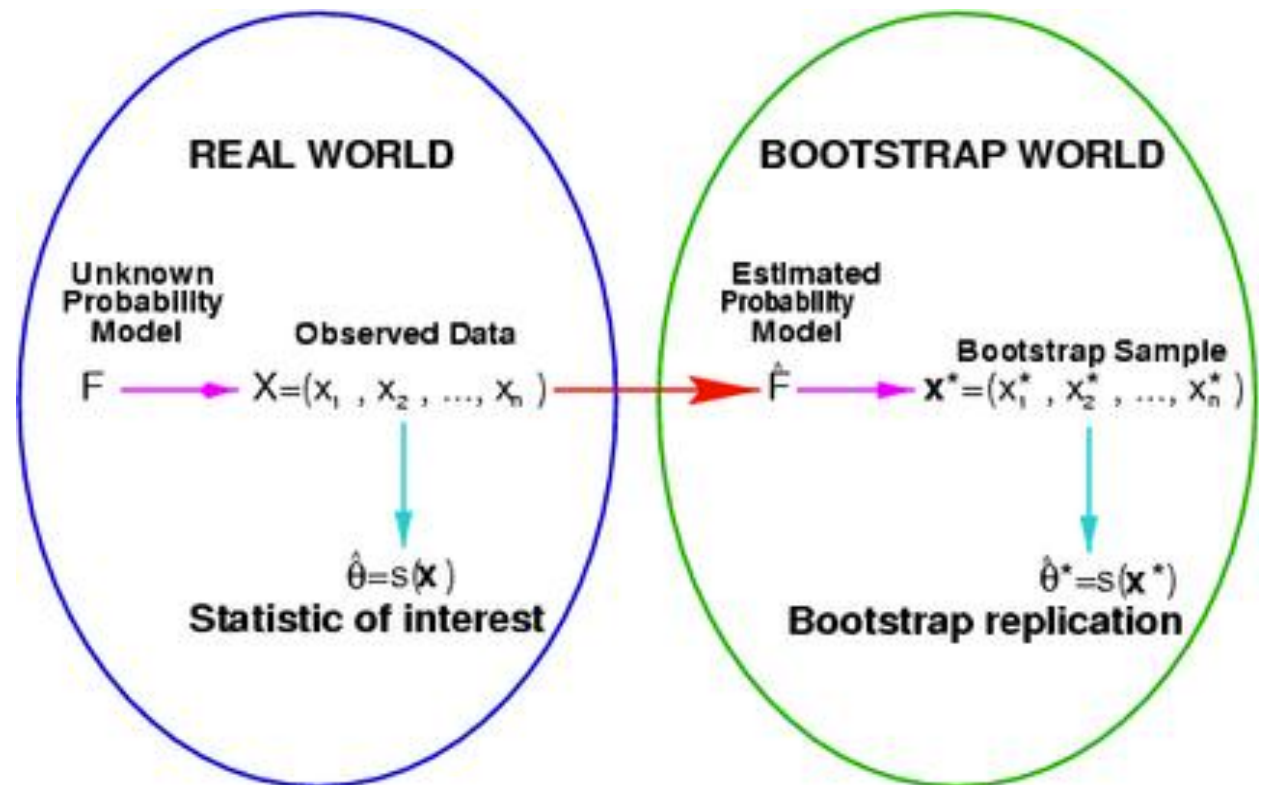 REAL WORLD
Unknown
Probability
Model
Observed Data
F
X=(x₁ , x₂ , ..., xₙ )
θ̂=s(x )
Statistic of interest
BOOTSTRAP WORLD
Estimated
Probability
Model
Bootstrap Sample
F̂
x*=(x₁* , x₂* , ..., xₙ* )
θ̂*=s(x*)
Bootstrap replication